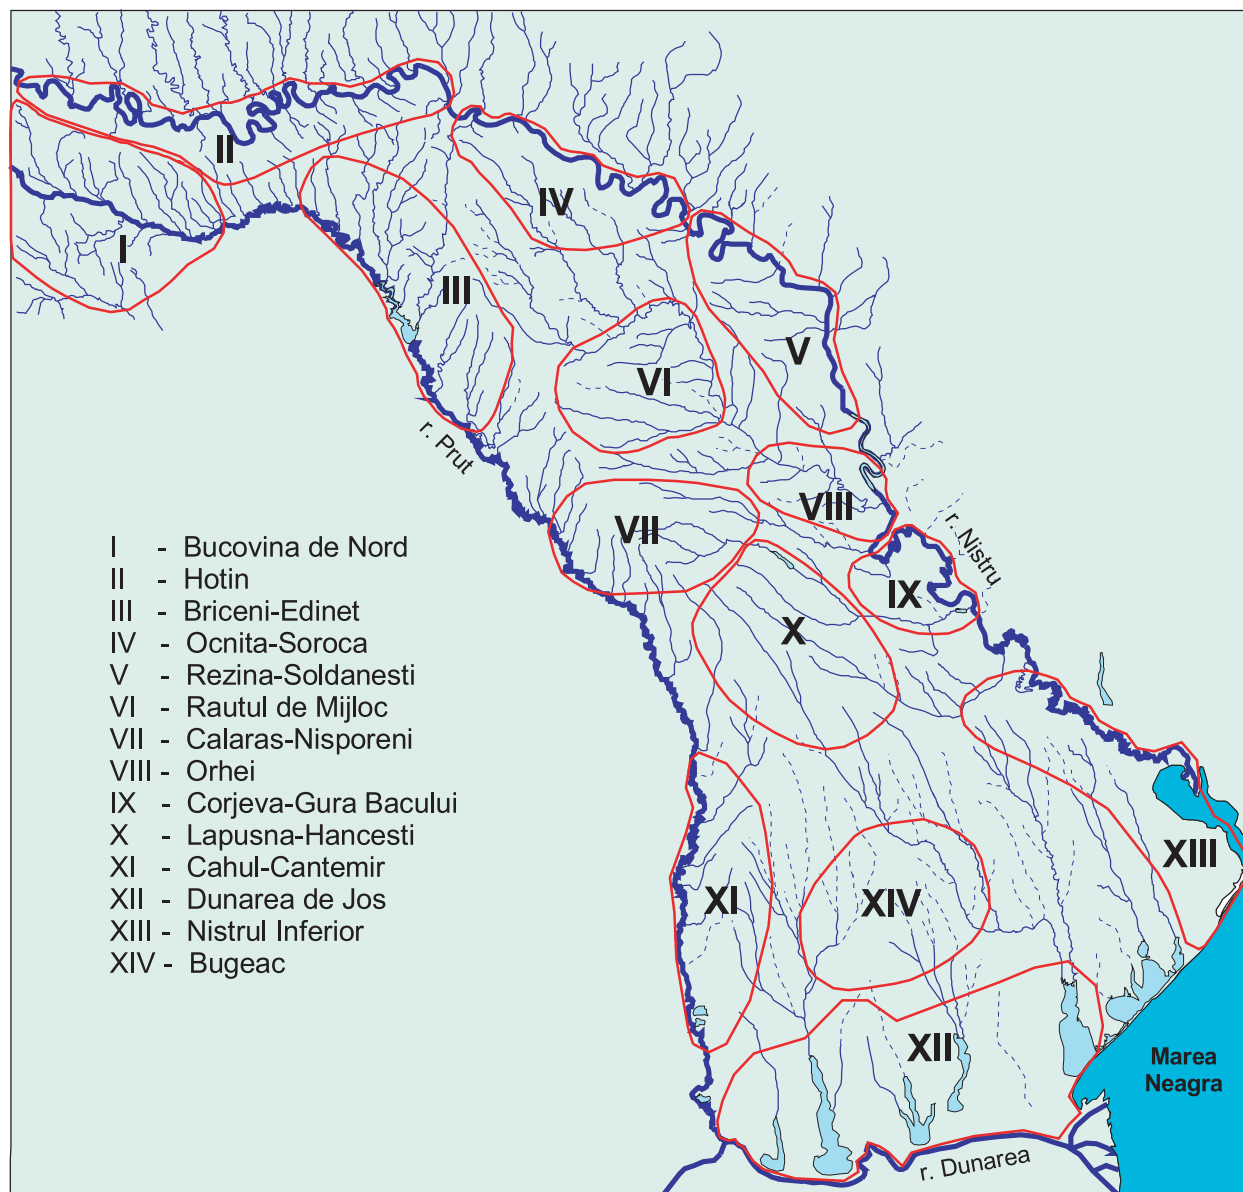 II
IV
I
III
V
VI
r. Prut
VII
VIII
r. Nistru
IX
X
XI
XIV
XIII
XII
Marea
Neagra
r. Dunarea
I - Bucovina de Nord
II - Hotin
III - Briceni-Edinet
IV - Ocnita-Soroca
V - Rezina-Soldanesti
VI - Rautul de Mijloc
VII - Calaras-Nisporeni
VIII - Orhei
IX - Corjeva-Gura Bacului
X - Lapusna-Hancesti
XI - Cahul-Cantemir
XII - Dunarea de Jos
XIII - Nistrul Inferior
XIV - Bugeac